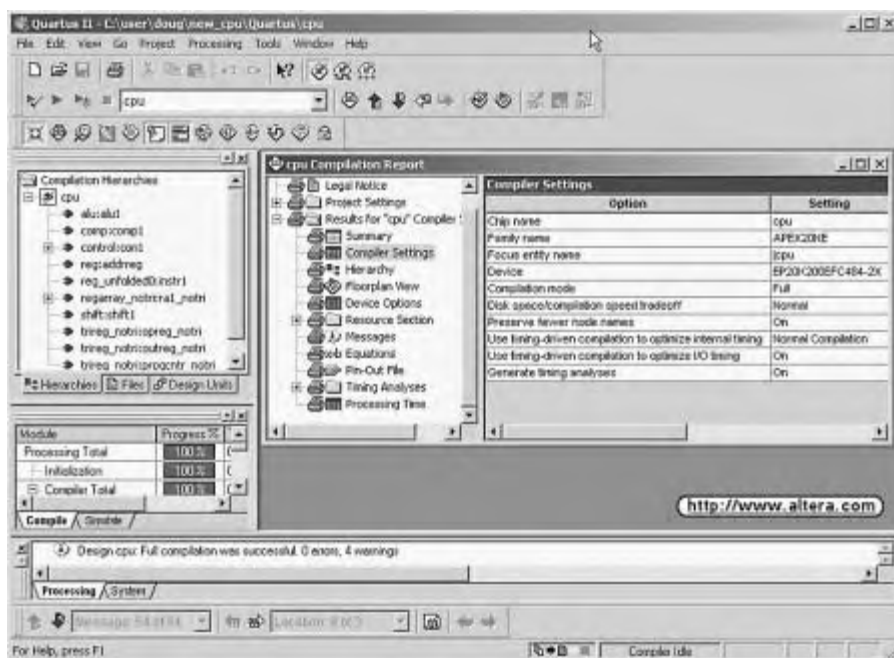 Quartus II - C:\user\doug\new_cpu\Quartus\cpu
File Edit View Go Project Processing Tools Window Help
cpu
Compilation Hierarchies
cpu
alu:alu1
comp:comp1
control:con1
reg:addrreg
reg_unfolded0:instr1
regarray_notri:ra1_notri
shift:shift1
trireg_notri:opreg_notri
trireg_notri:outreg_notri
trireg_notri:progcntr_notri
Hierarchies Files Design Units
Module Progress %
Processing Total 100 %
Initialization 100 %
Compiler Total 100 %
Compile Simulate
cpu Compilation Report
Legal Notice
Project Settings
Results for "cpu" Compiler
Summary
Compiler Settings
Hierarchy
Floorplan View
Device Options
Resource Section
Messages
Equations
Pin-Out File
Timing Analyses
Processing Time
Compiler Settings
Option Setting
Chip name cpu
Family name APEX20KE
Focus entity name |cpu
Device EP20K200EFC484-2X
Compilation mode Full
Disk space/compilation speed tradeoff Normal
Preserve fewer node names On
Use timing-driven compilation to optimize internal timing Normal Compilation
Use timing-driven compilation to optimize I/O timing On
Generate timing analyses On
http://www.altera.com
Design cpu: Full compilation was successful. 0 errors, 4 warnings
Processing System
For Help, press F1
Compiler Idle